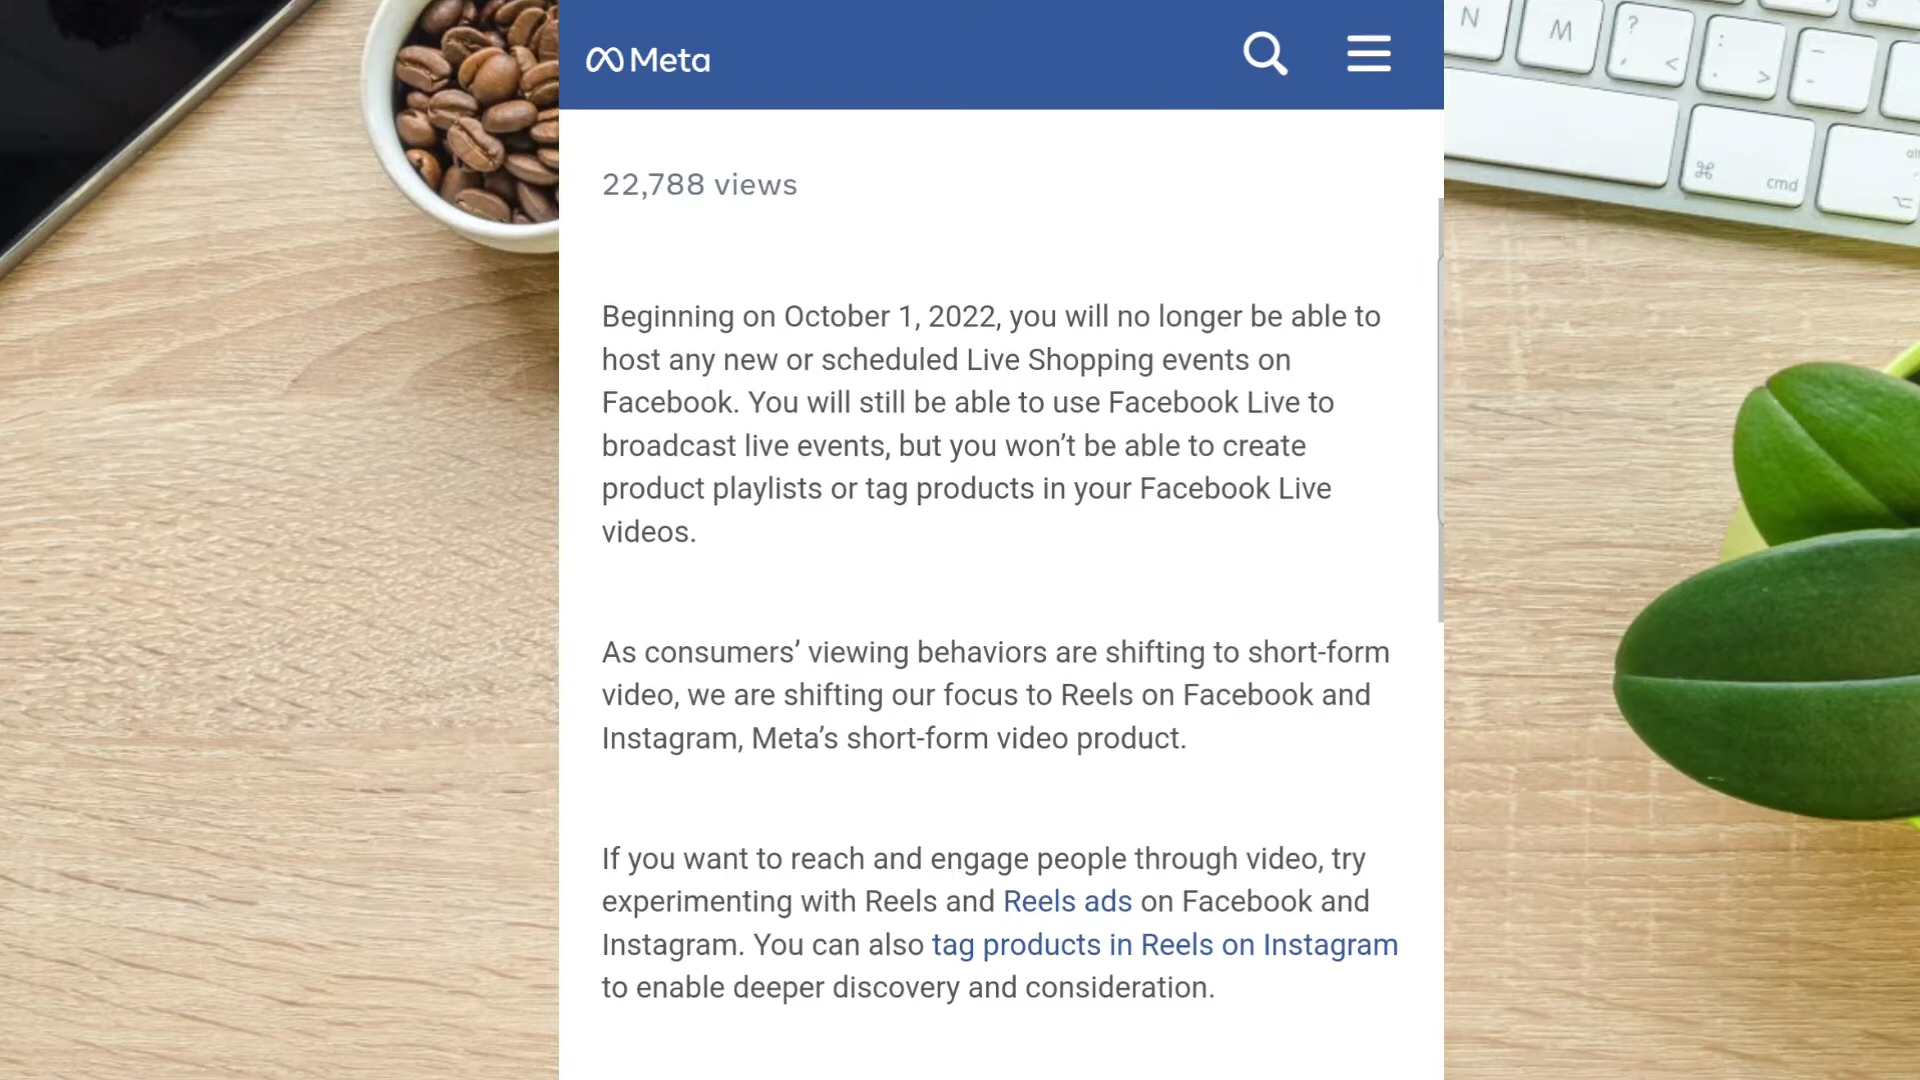 Meta
22,788 views
Beginning on October 1, 2022, you will no longer be able to
host any new or scheduled Live Shopping events on
Facebook. You will still be able to use Facebook Live to
broadcast live events, but you won’t be able to create
product playlists or tag products in your Facebook Live
videos.
As consumers’ viewing behaviors are shifting to short-form
video, we are shifting our focus to Reels on Facebook and
Instagram, Meta’s short-form video product.
If you want to reach and engage people through video, try
experimenting with Reels and Reels ads on Facebook and
Instagram. You can also tag products in Reels on Instagram
to enable deeper discovery and consideration.
N M ? , < : . > — -
⌘ cmd
⌥